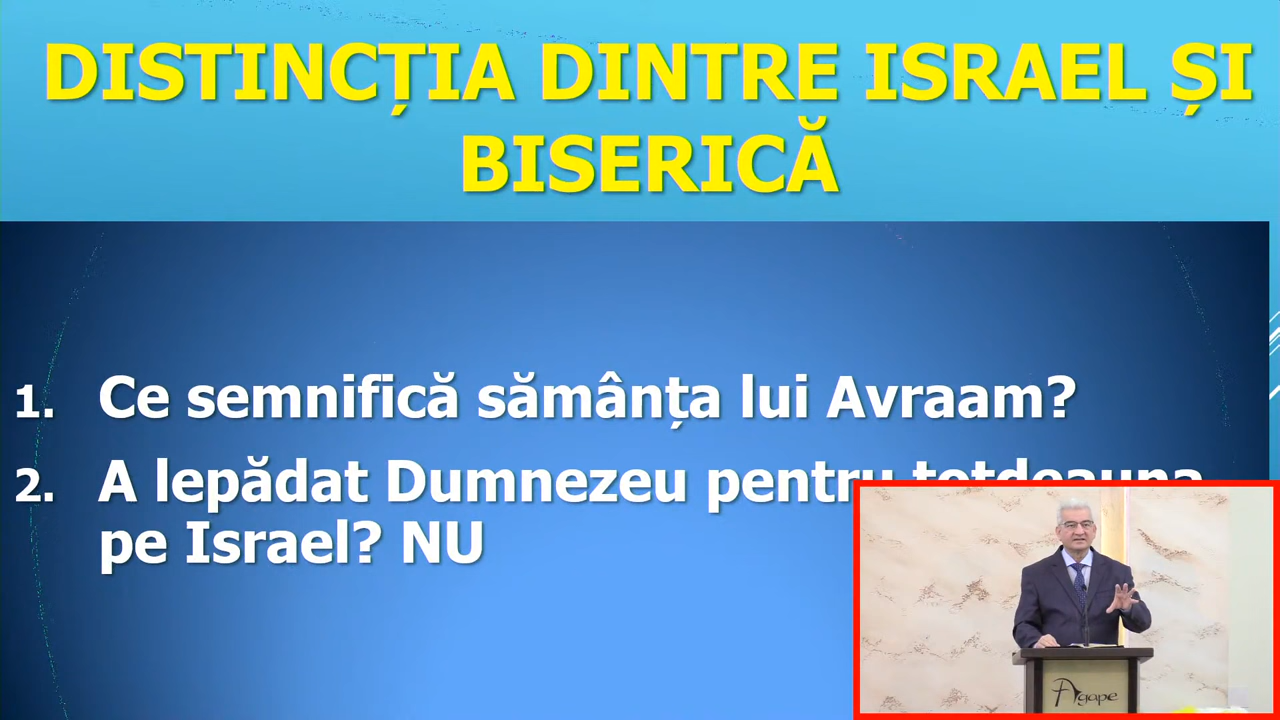 DISTINCȚIA DINTRE ISRAEL ȘI
BISERICĂ
1. Ce semnifică sămânța lui Avraam?
2. A lepădat Dumnezeu pentru totdeauna
pe Israel? NU
Agape